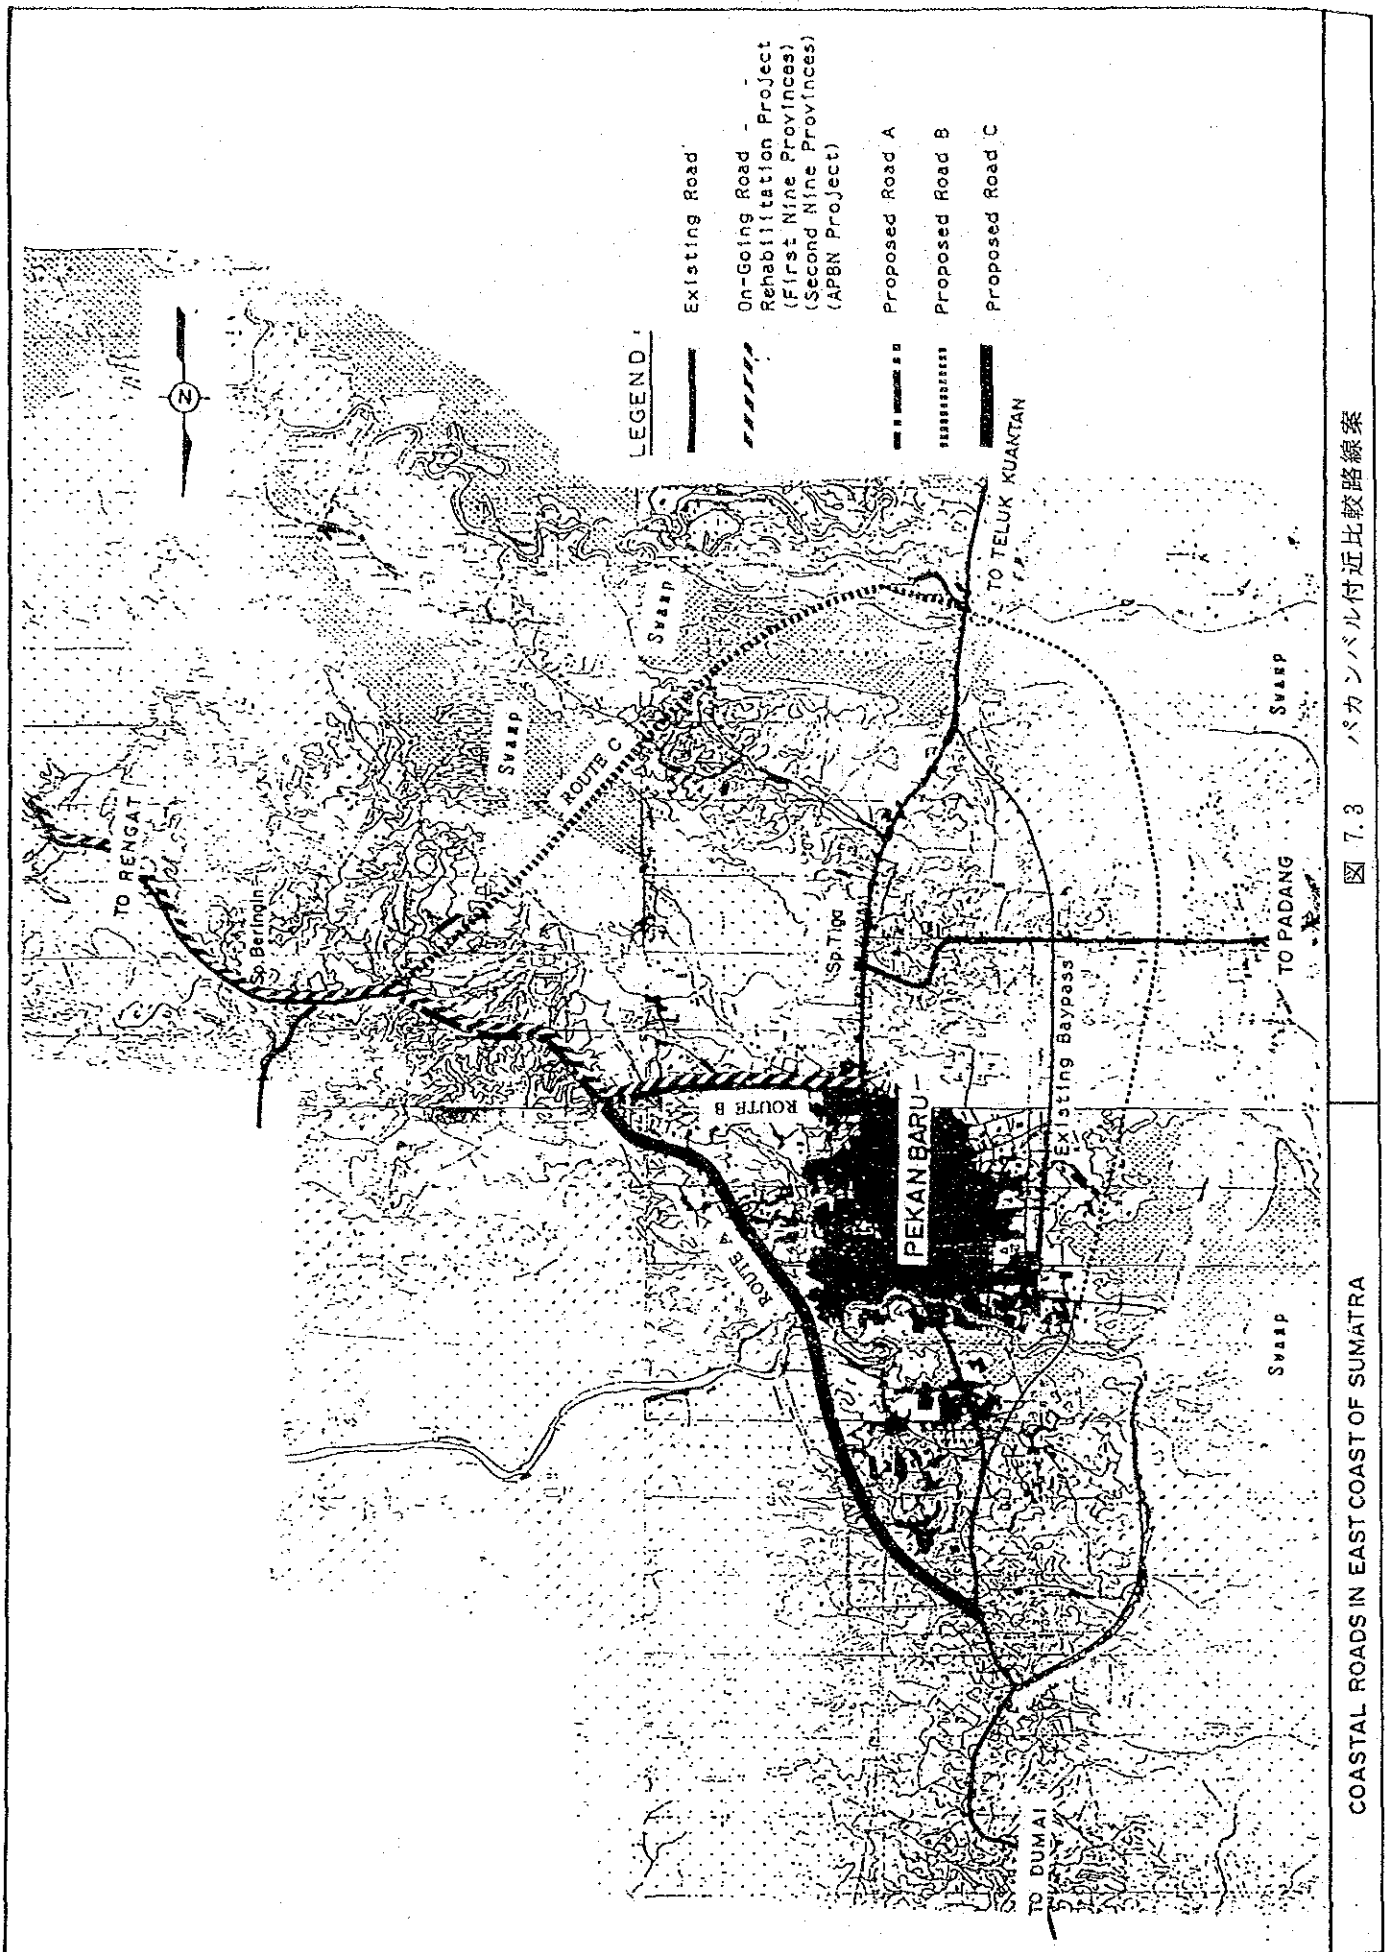 LEGEND :
Existing Road
On-Going Road -
Rehabilitation Project
(First Nine Provinces)
(Second Nine Provinces)
(APBN Project)
Proposed Road A
Proposed Road B
Proposed Road C
N
TO RENGAT
Sp. Beringin
Swamp
Swamp
ROUTE C
TO TELUK KUANTAN
Sp. Tiga
ROUTE B
ROUTE A
PEKAN BARU
Existing Baypass
TO PADANG
Swamp
Swamp
TO DUMAI
COASTAL ROADS IN EAST COAST OF SUMATRA
図 7.3 パカンバル付近比較路線案